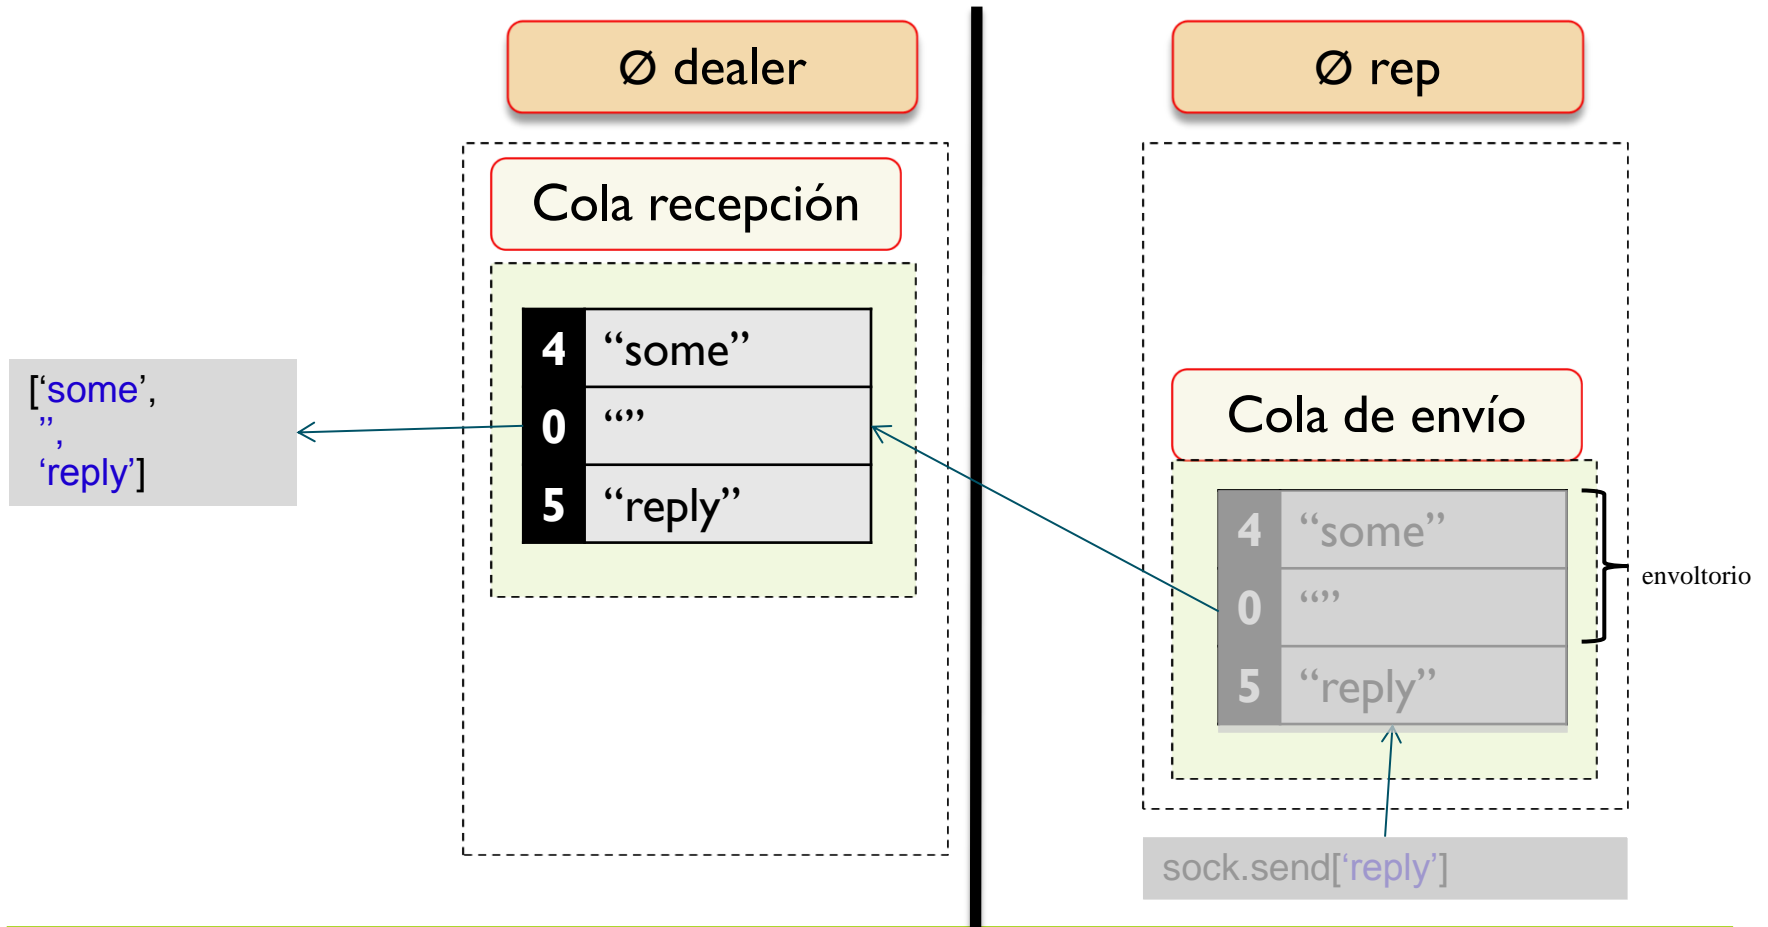 Ø dealer
Ø rep
Cola recepción
4 “some”
0 “”
5 “reply”
[‘some’,
’’,
‘reply’]
Cola de envío
4 “some”
0 “”
5 “reply”
envoltorio
sock.send[‘reply’]